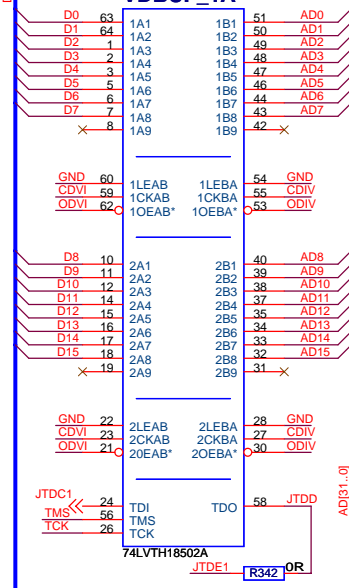 D0 63 1A1 1B1 51 AD0
D1 64 1A2 1B2 50 AD1
D2 1 1A3 1B3 49 AD2
D3 2 1A4 1B4 48 AD3
D4 3 1A5 1B5 47 AD4
D5 5 1A6 1B6 46 AD5
D6 6 1A7 1B7 44 AD6
D7 7 1A8 1B8 43 AD7
8 1A9 1B9 42
GND 60 1LEAB 1LEBA 54 GND
CDVI 59 1CKAB 1CKBA 55 CDIV
ODVI 62 1OEAB* 1OEBA* 53 ODIV
D8 10 2A1 2B1 40 AD8
D9 11 2A2 2B2 39 AD9
D10 12 2A3 2B3 38 AD10
D11 14 2A4 2B4 37 AD11
D12 15 2A5 2B5 35 AD12
D13 16 2A6 2B6 34 AD13
D14 17 2A7 2B7 33 AD14
D15 18 2A8 2B8 32 AD15
19 2A9 2B9 31
GND 22 2LEAB 2LEBA 28 GND
CDVI 23 2CKAB 2CKBA 27 CDIV
ODVI 21 20EAB* 2OEBA* 30 ODIV
AD[31..0]
JTDC1 24 TDI TDO 58 JTDD
TMS 56 TMS
TCK 26 TCK
74LVTH18502A
JTDE1 R342 0R